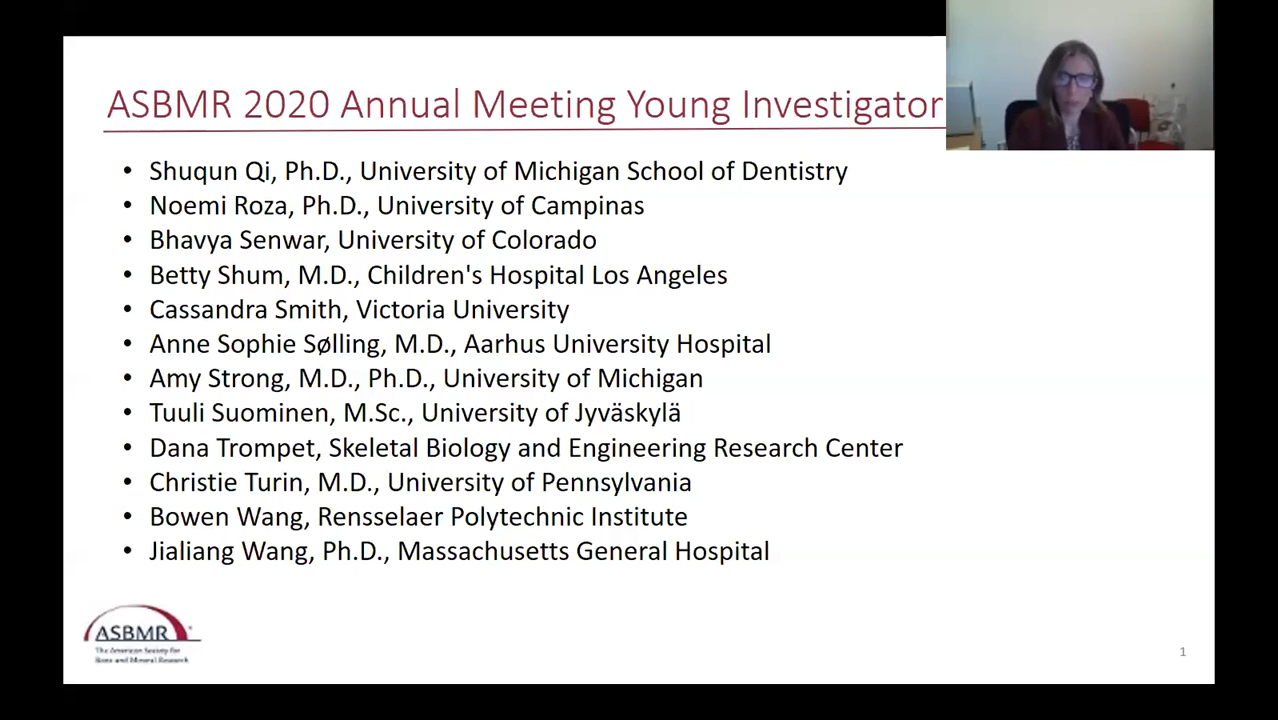 ASBMR 2020 Annual Meeting Young Investigator
• Shuqun Qi, Ph.D., University of Michigan School of Dentistry
• Noemi Roza, Ph.D., University of Campinas
• Bhavya Senwar, University of Colorado
• Betty Shum, M.D., Children's Hospital Los Angeles
• Cassandra Smith, Victoria University
• Anne Sophie Sølling, M.D., Aarhus University Hospital
• Amy Strong, M.D., Ph.D., University of Michigan
• Tuuli Suominen, M.Sc., University of Jyväskylä
• Dana Trompet, Skeletal Biology and Engineering Research Center
• Christie Turin, M.D., University of Pennsylvania
• Bowen Wang, Rensselaer Polytechnic Institute
• Jialiang Wang, Ph.D., Massachusetts General Hospital
ASBMR
The American Society for
Bone and Mineral Research
1